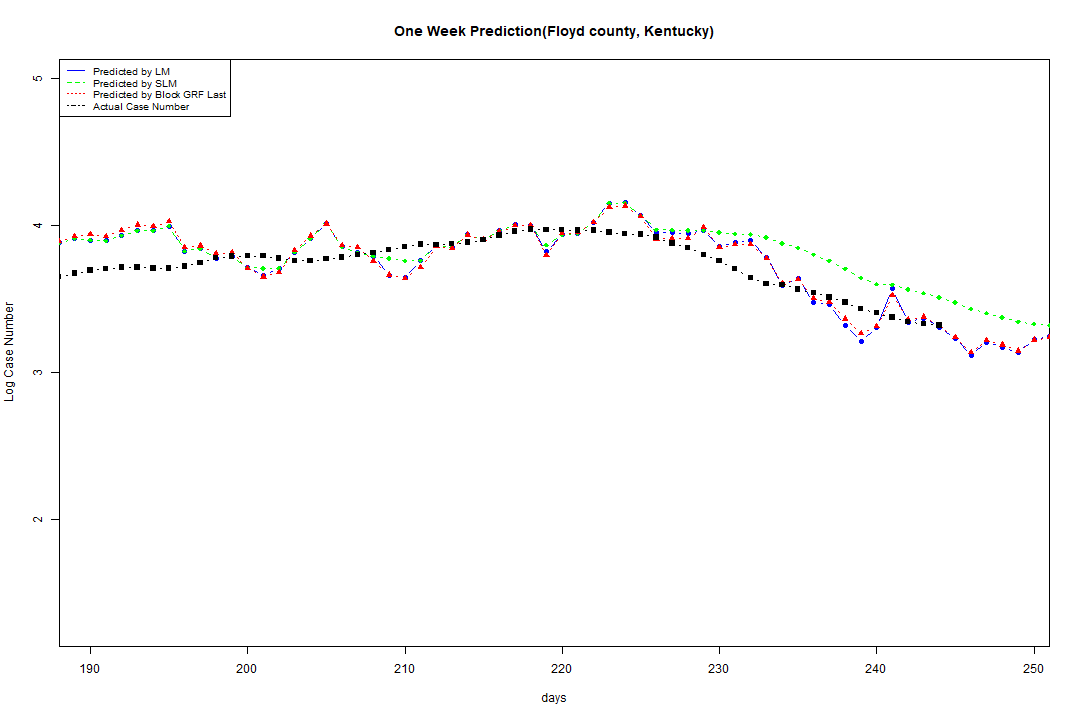 One Week Prediction(Floyd county, Kentucky)
Predicted by LM
Predicted by SLM
Predicted by Block GRF Last
Actual Case Number
5
4
3
2
Log Case Number
190 200 210 220 230 240 250
days